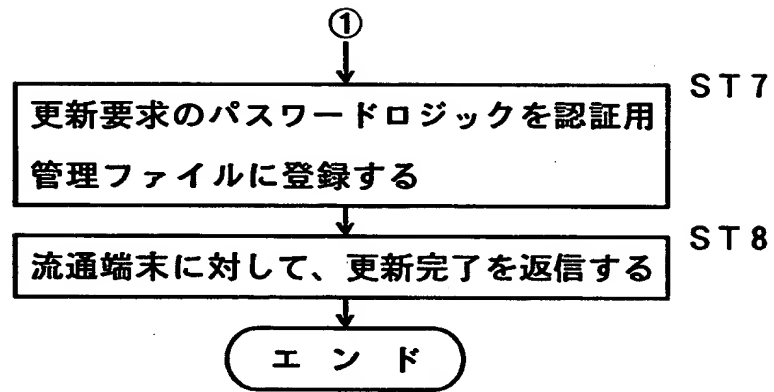 ①
ST7
更新要求のパスワードロジックを認証用
管理ファイルに登録する
ST8
流通端末に対して、更新完了を返信する
エンド